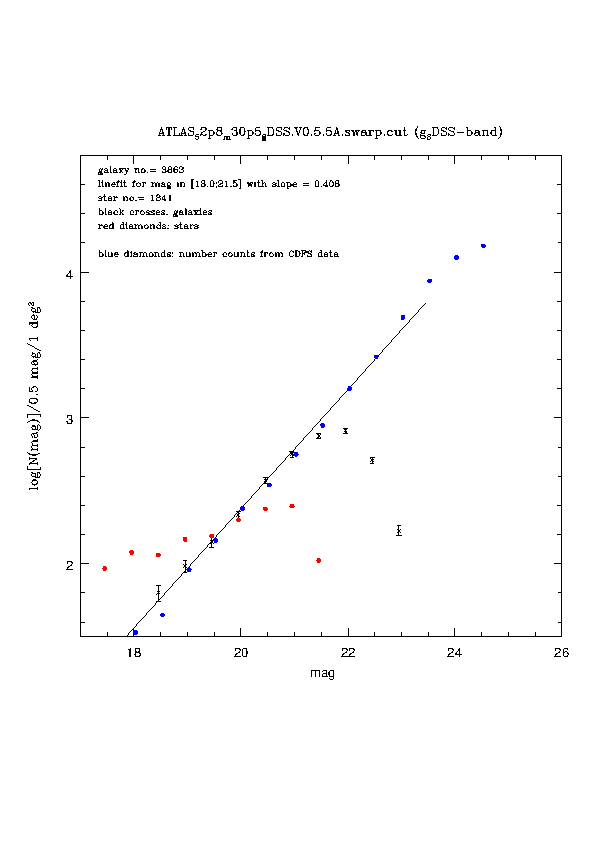 ATLAS_s2p8_m30p5_gDSS.V0.5.5A.swarp.cut (g_sDSS-band)
galaxy no.= 3863
linefit for mag in [18.0;21.5] with slope = 0.408
star no.= 1341
black crosses: galaxies
red diamonds: stars
blue diamonds: number counts from CDFS data
log[N(mag)]/0.5 mag/1 deg²
4
3
2
18 20 22 24 26
mag